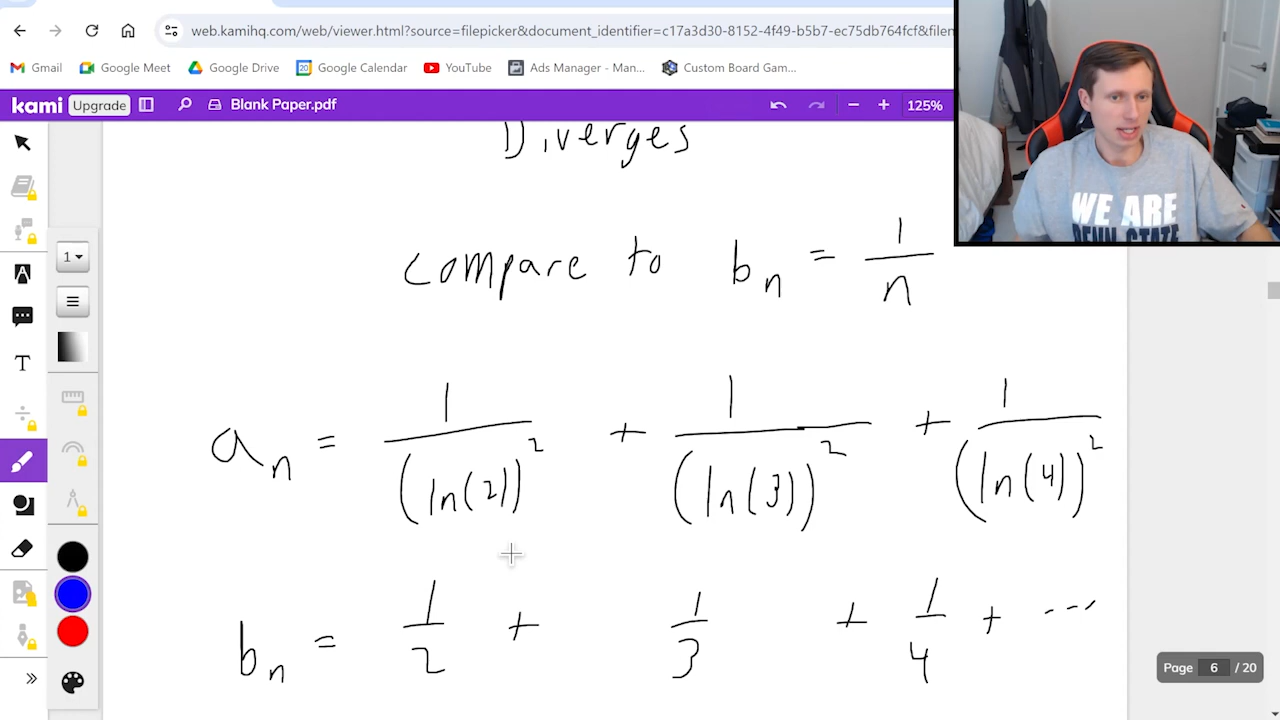 web.kamihq.com/web/viewer.html?source=filepicker&document_identifier=c17a3d30-8152-4f49-b5b7-ec75db764fcf&filen
Gmail Google Meet Google Drive Google Calendar YouTube Ads Manager - Man... Custom Board Gam...
kami Upgrade Blank Paper.pdf 125%
Diverges
WE ARE
PENN STATE
compare to b_n = 1/n
a_n = 1/(ln(2))^2 + 1/(ln(3))^2 + 1/(ln(4))^2
b_n = 1/2 + 1/3 + 1/4 + ...
1
T
Page 6 / 20